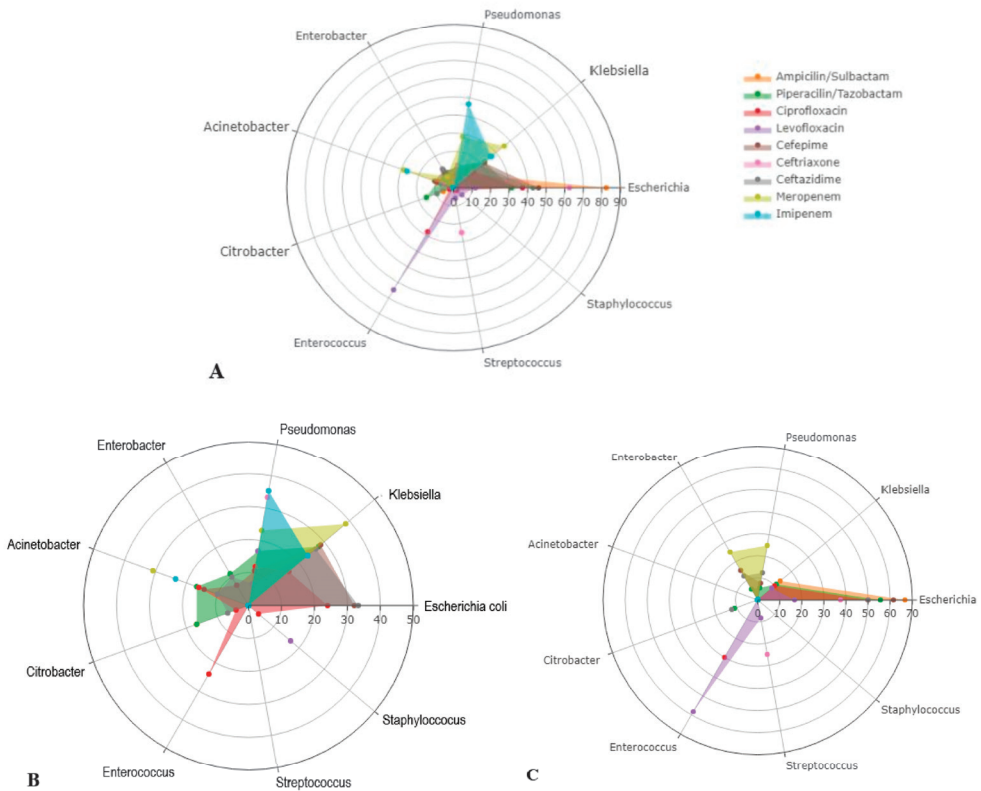 Pseudomonas
Enterobacter
Klebsiella
Acinetobacter
Escherichia
0 10 20 30 40 50 60 70 80 90
Citrobacter
Staphylococcus
Enterococcus
Streptococcus
A
Ampicilin/Sulbactam
Piperacilin/Tazobactam
Ciprofloxacin
Levofloxacin
Cefepime
Ceftriaxone
Ceftazidime
Meropenem
Imipenem
Pseudomonas
Enterobacter
Klebsiella
Acinetobacter
Escherichia coli
0 10 20 30 40 50
Citrobacter
Staphyloccocus
Enterococcus
Streptococcus
B
Pseudomonas
Enterobacter
Klebsiella
Acinetobacter
Escherichia
0 10 20 30 40 50 60 70
Citrobacter
Staphylococcus
Enterococcus
Streptococcus
C